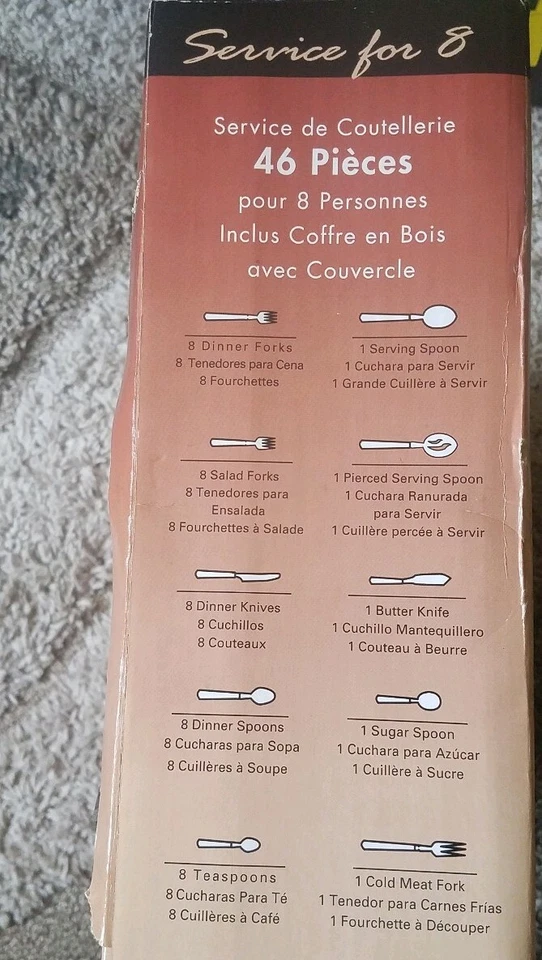 Service for 8
Service de Coutellerie
46 Pièces
pour 8 Personnes
Inclus Coffre en Bois
avec Couvercle
8 Dinner Forks
8 Tenedores para Cena
8 Fourchettes
1 Serving Spoon
1 Cuchara para Servir
1 Grande Cuillère à Servir
8 Salad Forks
8 Tenedores para
Ensalada
8 Fourchettes à Salade
1 Pierced Serving Spoon
1 Cuchara Ranurada
para Servir
1 Cuillère percée à Servir
8 Dinner Knives
8 Cuchillos
8 Couteaux
1 Butter Knife
1 Cuchillo Mantequillero
1 Couteau à Beurre
8 Dinner Spoons
8 Cucharas para Sopa
8 Cuillères à Soupe
1 Sugar Spoon
1 Cuchara para Azúcar
1 Cuillère à Sucre
8 Teaspoons
8 Cucharas Para Té
8 Cuillères à Café
1 Cold Meat Fork
1 Tenedor para Carnes Frías
1 Fourchette à Découper